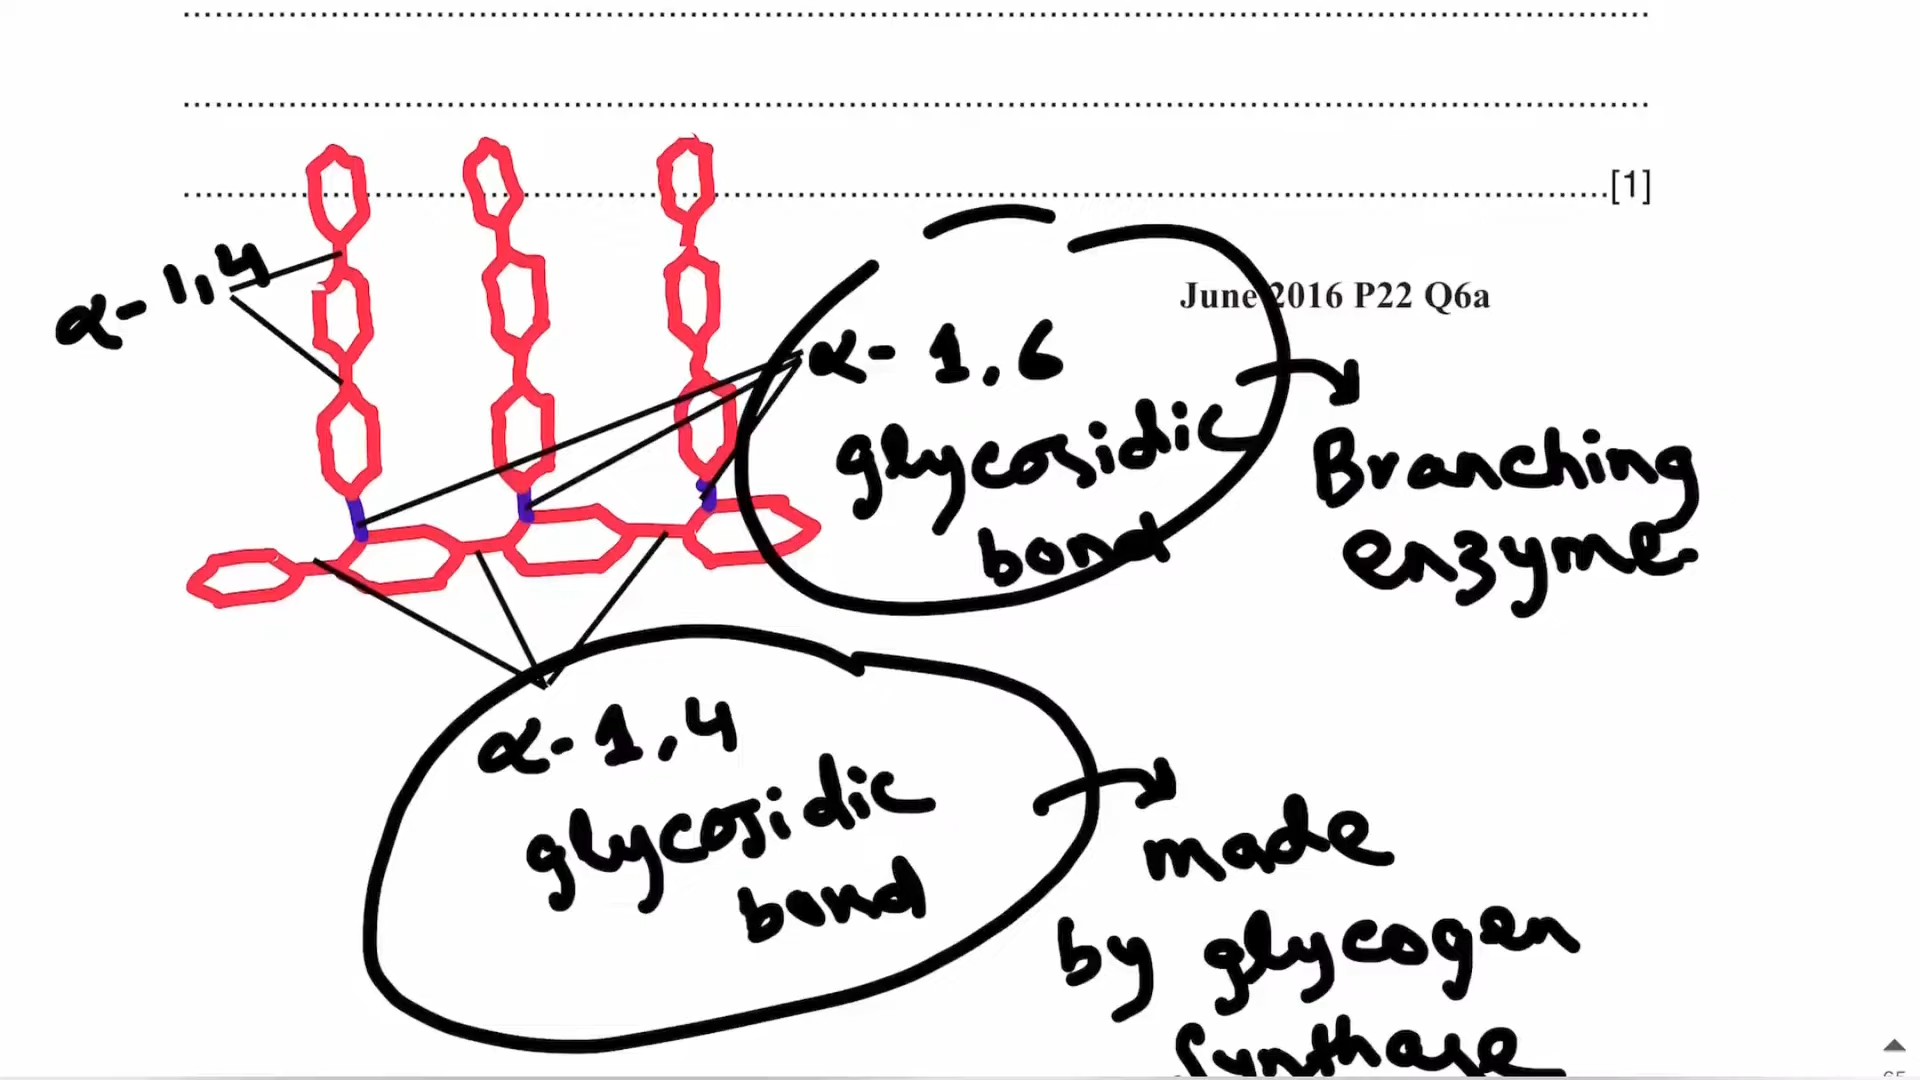 [1]
June 2016 P22 Q6a
α-1,4
α-1,6
glycosidic
bond
Branching
enzyme
α-1,4
glycosidic
bond
made
by glycogen
synthase